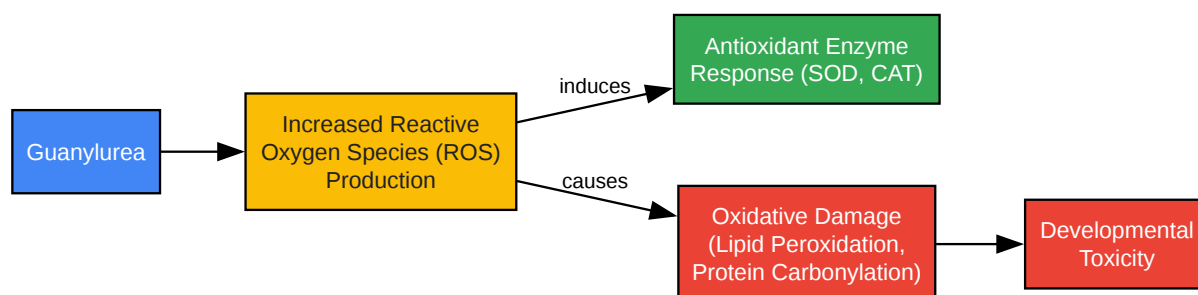 Guanylurea
Increased Reactive
Oxygen Species (ROS)
Production
induces
Antioxidant Enzyme
Response (SOD, CAT)
causes
Oxidative Damage
(Lipid Peroxidation,
Protein Carbonylation)
Developmental
Toxicity